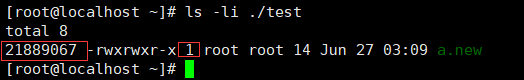 [root@localhost ~]# ls -li ./test
total 8
21889067 -rwxrwxr-x 1 root root 14 Jun 27 03:09 a.new
[root@localhost ~]#